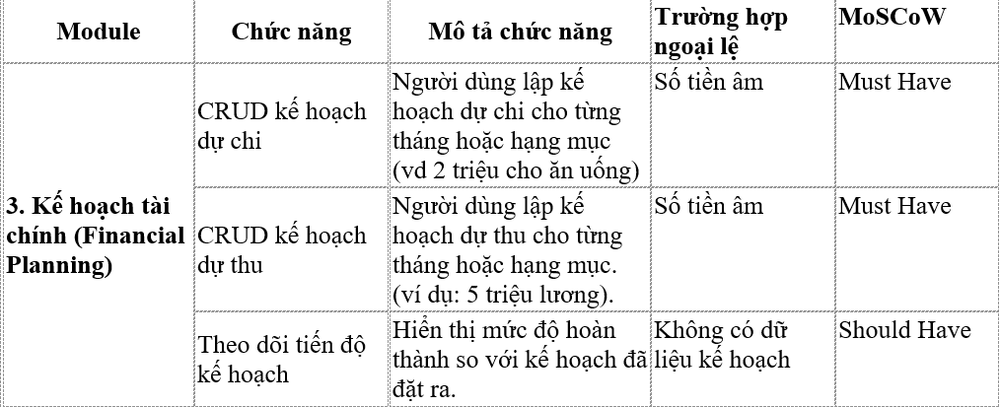 Module
Chức năng
Mô tả chức năng
Trường hợp
ngoại lệ
MoSCoW
3. Kế hoạch tài
chính (Financial
Planning)
CRUD kế hoạch
dự chi
Người dùng lập kế
hoạch dự chi cho từng
tháng hoặc hạng mục
(vd 2 triệu cho ăn uống)
Số tiền âm
Must Have
CRUD kế hoạch
dự thu
Người dùng lập kế
hoạch dự thu cho từng
tháng hoặc hạng mục.
(ví dụ: 5 triệu lương).
Số tiền âm
Must Have
Theo dõi tiến độ
kế hoạch
Hiển thị mức độ hoàn
thành so với kế hoạch đã
đặt ra.
Không có dữ
liệu kế hoạch
Should Have